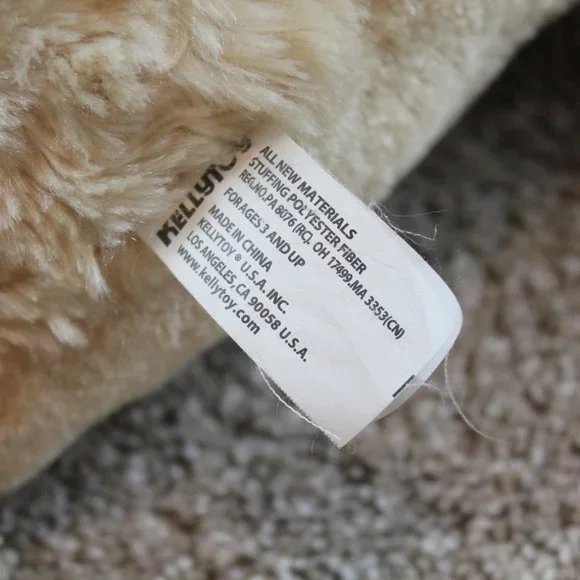 KELLYTOY®
ALL NEW MATERIALS
STUFFING POLYESTER FIBER
REG.NO.PA 8076 (RC), OH 17499.MA 3353(CN)
FOR AGES 3 AND UP
MADE IN CHINA
KELLYTOY ® U.S.A. INC.
LOS ANGELES, CA 90058 U.S.A.
www.kellytoy.com